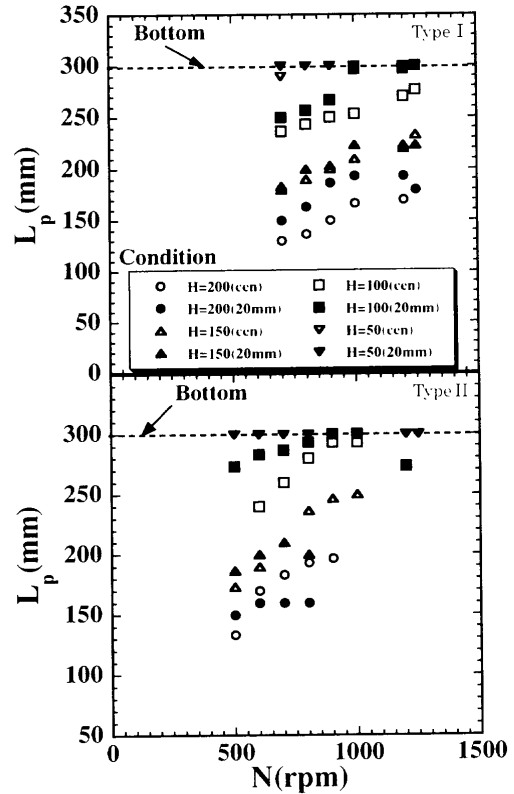 Bottom
Type I
350
300
250
200
150
100
50
0
L_p(mm)
Condition
H=200(cen)
H=100(cen)
H=200(20mm)
H=100(20mm)
H=150(cen)
H=50(cen)
H=150(20mm)
H=50(20mm)
Bottom
Type II
300
250
200
150
100
50
L_p(mm)
0
500
1000
1500
N(rpm)